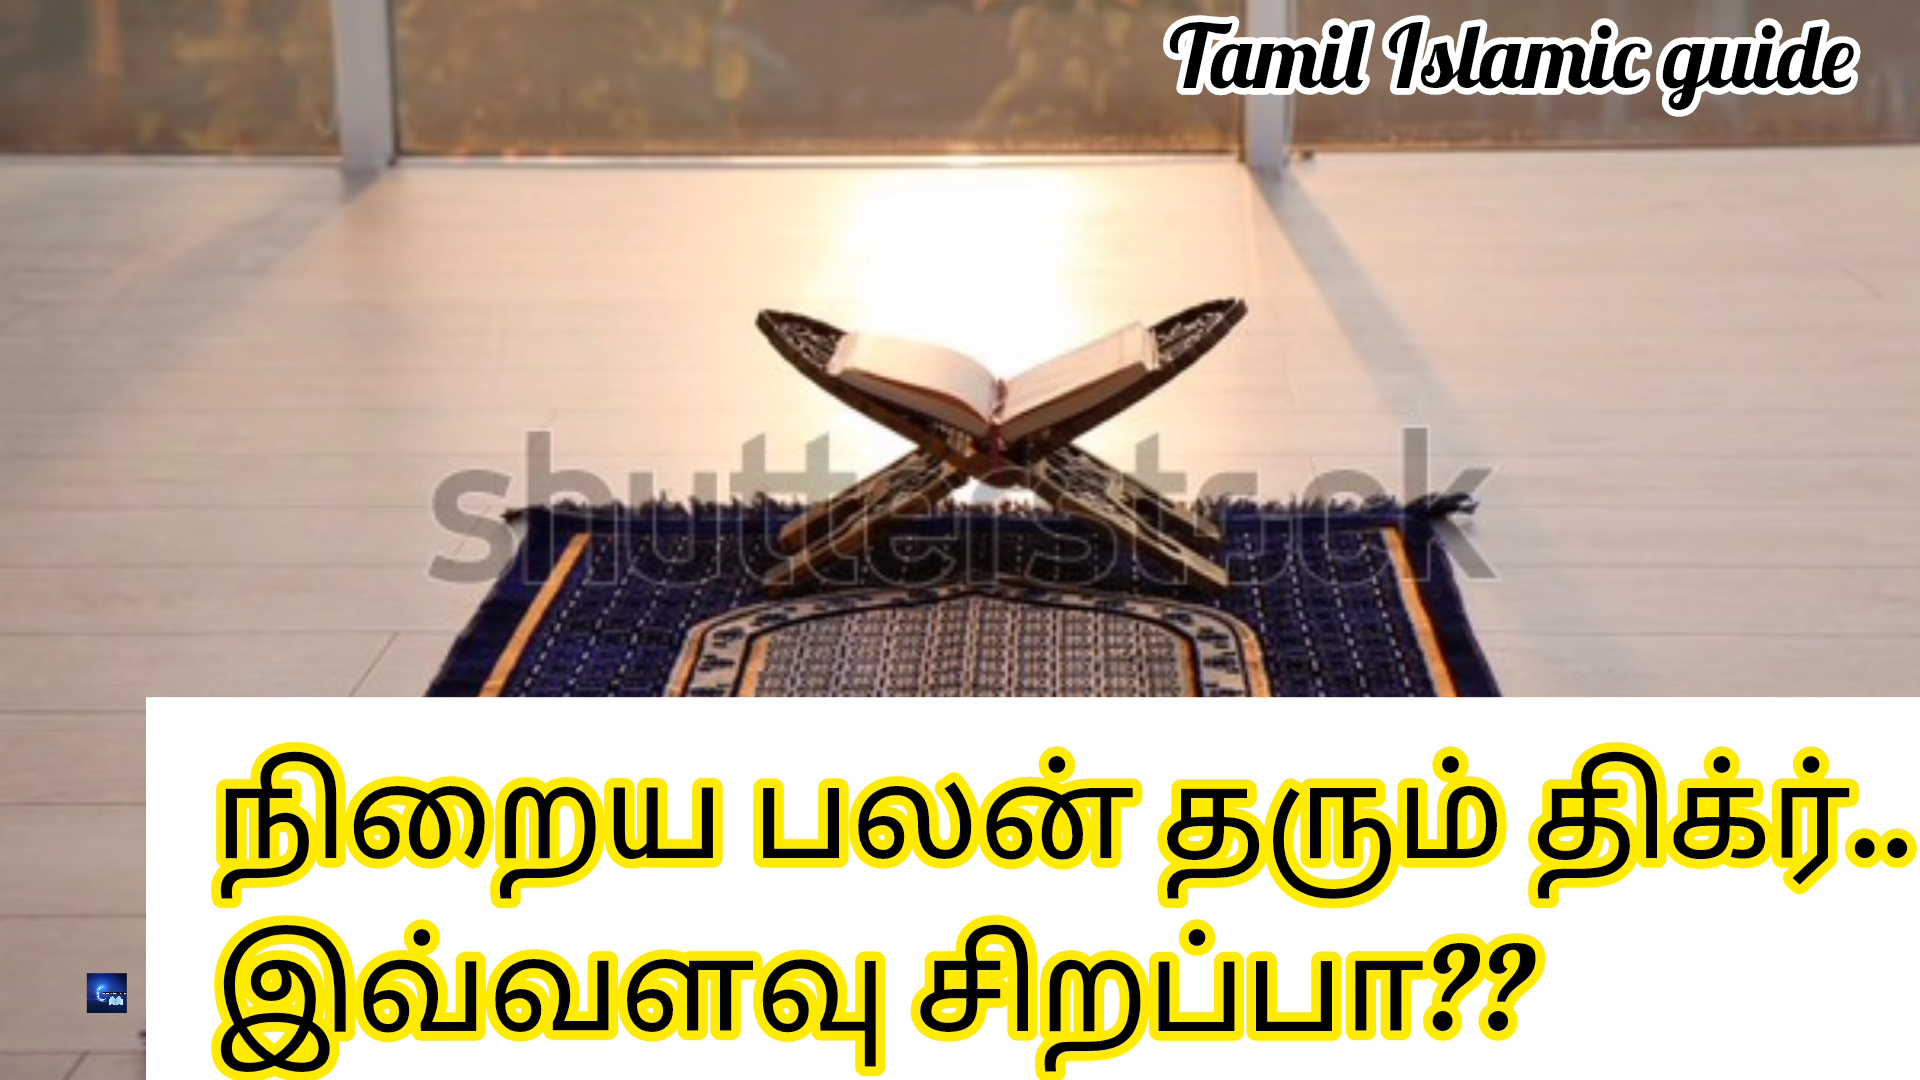 Tamil Islamic guide
shutterstock
நிறைய பலன் தரும் திக்ர்..
இவ்வளவு சிறப்பா??